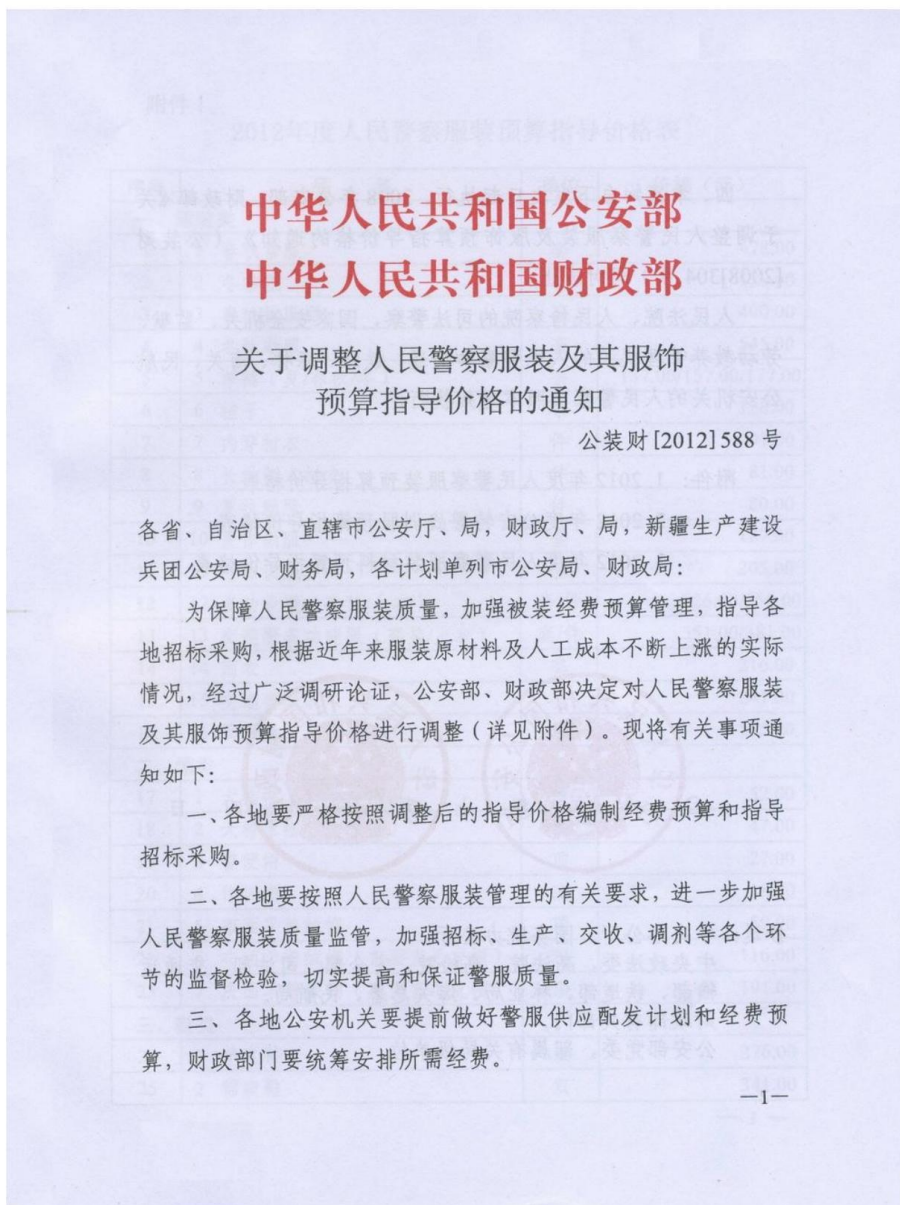 中华人民共和国公安部
中华人民共和国财政部
关于调整人民警察服装及其服饰
预算指导价格的通知
公装财[2012]588 号
各省、自治区、直辖市公安厅、局，财政厅、局，新疆生产建设
兵团公安局、财务局，各计划单列市公安局、财政局：
为保障人民警察服装质量，加强被装经费预算管理，指导各
地招标采购，根据近年来服装原材料及人工成本不断上涨的实际
情况，经过广泛调研论证，公安部、财政部决定对人民警察服装
及其服饰预算指导价格进行调整（详见附件）。现将有关事项通
知如下：
一、各地要严格按照调整后的指导价格编制经费预算和指导
招标采购。
二、各地要按照人民警察服装管理的有关要求，进一步加强
人民警察服装质量监管，加强招标、生产、交收、调剂等各个环
节的监督检验，切实提高和保证警服质量。
三、各地公安机关要提前做好警服供应配发计划和经费预
算，财政部门要统筹安排所需经费。
—1—